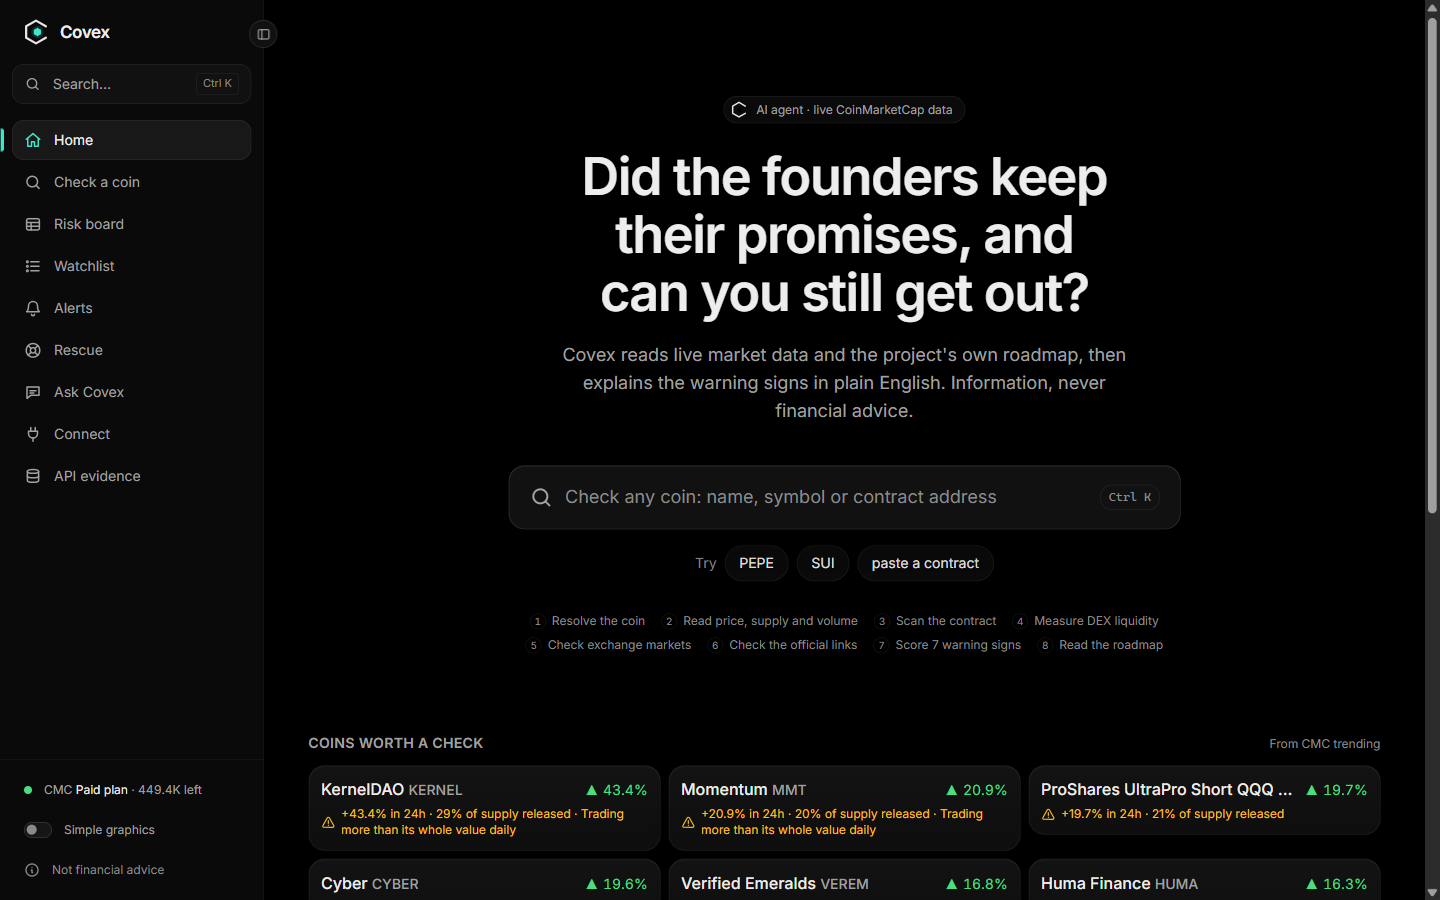 Covex
Search...
Ctrl K
Home
Check a coin
Risk board
Watchlist
Alerts
Rescue
Ask Covex
Connect
API evidence
CMC Paid plan · 449.4K left
Simple graphics
Not financial advice
AI agent · live CoinMarketCap data
Did the founders keep
their promises, and
can you still get out?
Covex reads live market data and the project's own roadmap, then
explains the warning signs in plain English. Information, never
financial advice.
Check any coin: name, symbol or contract address
Ctrl K
Try PEPE SUI paste a contract
1 Resolve the coin 2 Read price, supply and volume 3 Scan the contract 4 Measure DEX liquidity
5 Check exchange markets 6 Check the official links 7 Score 7 warning signs 8 Read the roadmap
COINS WORTH A CHECK
From CMC trending
KernelDAO KERNEL ▲ 43.4%
+43.4% in 24h · 29% of supply released · Trading
more than its whole value daily
Momentum MMT ▲ 20.9%
+20.9% in 24h · 20% of supply released · Trading
more than its whole value daily
ProShares UltraPro Short QQQ ... ▲ 19.7%
+19.7% in 24h · 21% of supply released
Cyber CYBER ▲ 19.6%
Verified Emeralds VEREM ▲ 16.8%
Huma Finance HUMA ▲ 16.3%